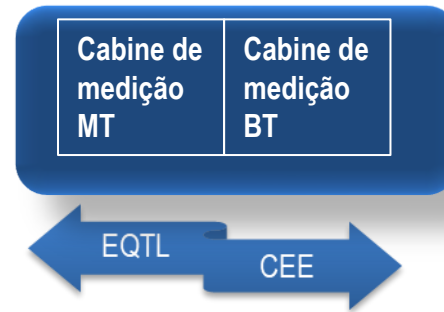 Cabine de
medição
MT
Cabine de
medição
BT
EQTL
CEE